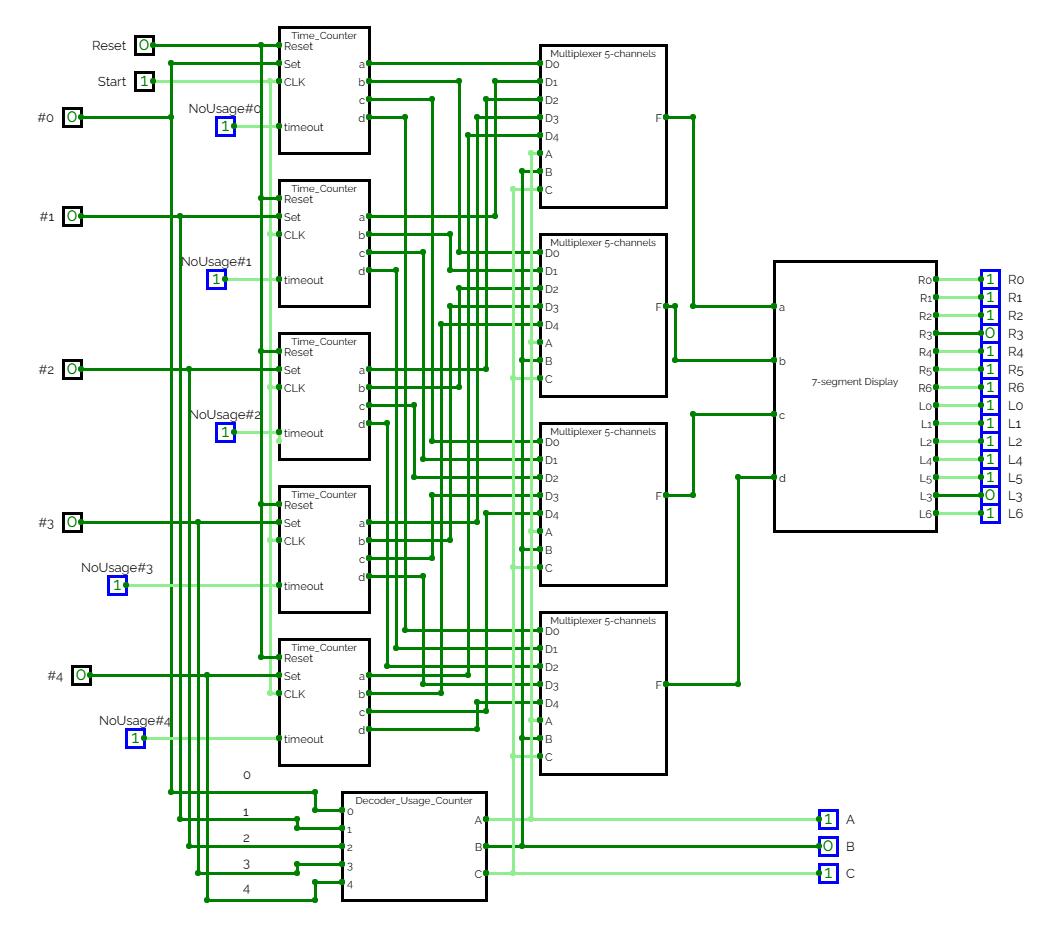 Reset 0
Start 1
#0 0
NoUsage#0
1
Time_Counter
Reset
Set
CLK
timeout
a
b
c
d
#1 0
NoUsage#1
1
Time_Counter
Reset
Set
CLK
timeout
a
b
c
d
#2 0
NoUsage#2
1
Time_Counter
Reset
Set
CLK
timeout
a
b
c
d
#3 0
NoUsage#3
1
Time_Counter
Reset
Set
CLK
timeout
a
b
c
d
#4 0
NoUsage#4
1
Time_Counter
Reset
Set
CLK
timeout
a
b
c
d
0
1
2
3
4
Decoder_Usage_Counter
0
1
2
3
4
A
B
C
Multiplexer 5-channels
D0
D1
D2
D3
D4
A
B
C
F
Multiplexer 5-channels
D0
D1
D2
D3
D4
A
B
C
F
Multiplexer 5-channels
D0
D1
D2
D3
D4
A
B
C
F
Multiplexer 5-channels
D0
D1
D2
D3
D4
A
B
C
F
7-segment Display
a
b
c
d
R0 1 R0
R1 1 R1
R2 1 R2
R3 0 R3
R4 1 R4
R5 1 R5
R6 1 R6
L0 1 L0
L1 1 L1
L2 1 L2
L4 1 L4
L5 1 L5
L3 0 L3
L6 1 L6
1 A
0 B
1 C